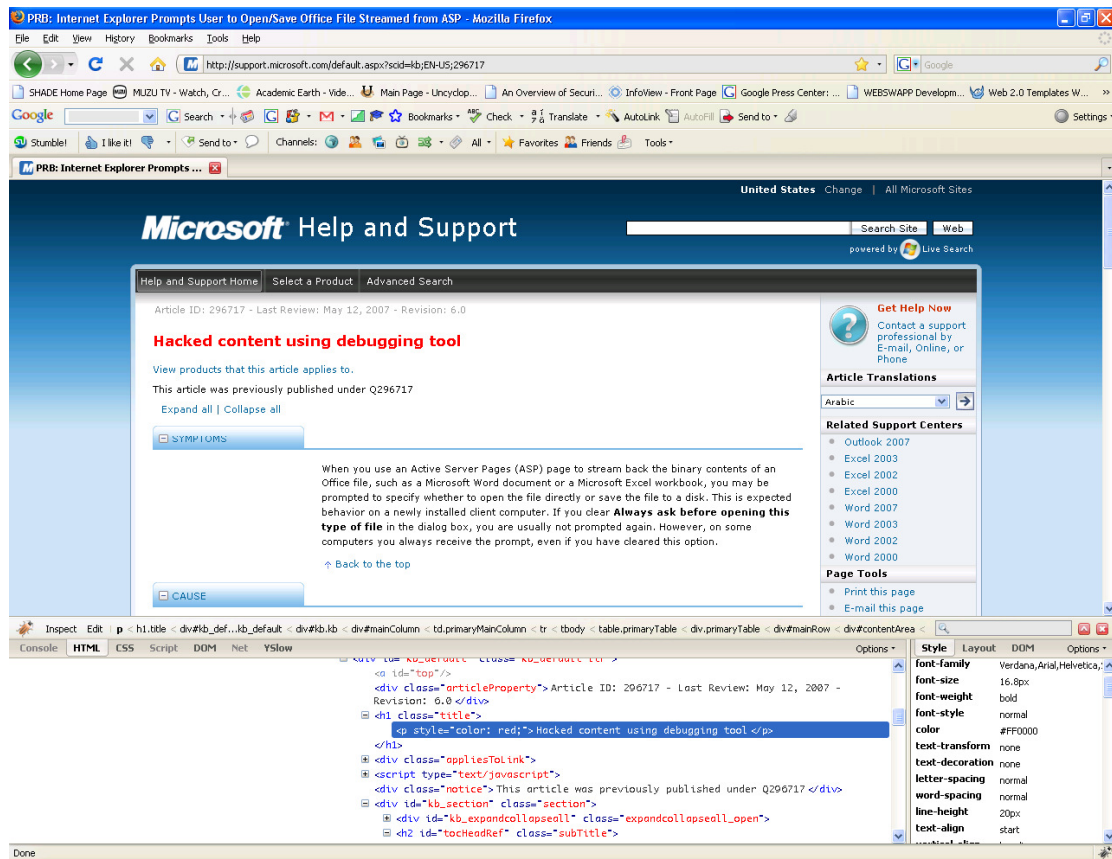 PRB: Internet Explorer Prompts User to Open/Save Office File Streamed from ASP - Mozilla Firefox
File Edit View History Bookmarks Tools Help
http://support.microsoft.com/default.aspx?scid=kb;EN-US;296717
Google
SHADE Home Page MUZU TV - Watch, Cr... Academic Earth - Vide... Main Page - Uncyclop... An Overview of Securi... InfoView - Front Page Google Press Center: ... WEBSWAPP Developm... Web 2.0 Templates W... »
Google Search Bookmarks Check Translate AutoLink AutoFill Send to Settings
Stumble! I like it! Send to Channels: All Favorites Friends Tools
PRB: Internet Explorer Prompts ...
United States Change | All Microsoft Sites
Microsoft Help and Support
Search Site Web
powered by Live Search
Help and Support Home Select a Product Advanced Search
Article ID: 296717 - Last Review: May 12, 2007 - Revision: 6.0
Hacked content using debugging tool
View products that this article applies to.
This article was previously published under Q296717
Expand all | Collapse all
SYMPTOMS
When you use an Active Server Pages (ASP) page to stream back the binary contents of an
Office file, such as a Microsoft Word document or a Microsoft Excel workbook, you may be
prompted to specify whether to open the file directly or save the file to a disk. This is expected
behavior on a newly installed client computer. If you clear Always ask before opening this
type of file in the dialog box, you are usually not prompted again. However, on some
computers you always receive the prompt, even if you have cleared this option.
Back to the top
CAUSE
Get Help Now
Contact a support
professional by
E-mail, Online, or
Phone
Article Translations
Arabic
Related Support Centers
Outlook 2007
Excel 2003
Excel 2002
Excel 2000
Word 2007
Word 2003
Word 2002
Word 2000
Page Tools
Print this page
E-mail this page
Inspect Edit p < h1.title < div#kb_def...kb_default < div#kb.kb < div#mainColumn < td.primaryMainColumn < tr < tbody < table.primaryTable < div.primaryTable < div#mainRow < div#contentArea <
Console HTML CSS Script DOM Net YSlow Options
<div id="kb_default" class="kb_default ltr">
<a id="top"/>
<div class="articleProperty">Article ID: 296717 - Last Review: May 12, 2007 -
Revision: 6.0 </div>
<h1 class="title">
<p style="color: red;">Hacked content using debugging tool </p>
</h1>
<div class="appliesToLink">
<script type="text/javascript">
<div class="notice">This article was previously published under Q296717 </div>
<div id="kb_section" class="section">
<div id="kb_expandcollapseall" class="expandcollapseall_open">
<h2 id="tocHeadRef" class="subTitle">
Style Layout DOM Options
font-family Verdana,Arial,Helvetica,
font-size 16.8px
font-weight bold
font-style normal
color #FF0000
text-transform none
text-decoration none
letter-spacing normal
word-spacing normal
line-height 20px
text-align start
Done